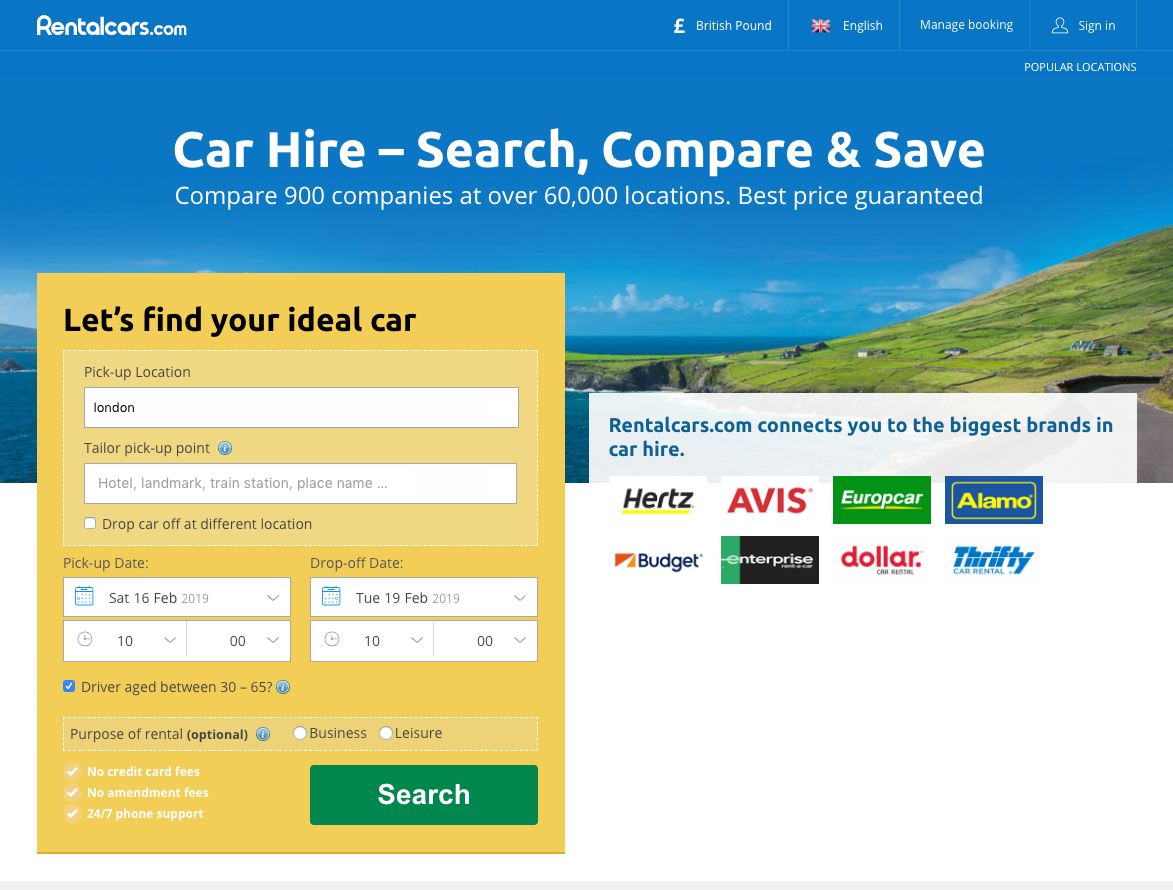 Rentalcars.com
£ British Pound
English
Manage booking
Sign in
POPULAR LOCATIONS
Car Hire – Search, Compare & Save
Compare 900 companies at over 60,000 locations. Best price guaranteed
Let's find your ideal car
Pick-up Location
london
Tailor pick-up point
Hotel, landmark, train station, place name ...
Drop car off at different location
Pick-up Date: Drop-off Date:
Sat 16 Feb 2019 Tue 19 Feb 2019
10 00 10 00
Driver aged between 30 – 65?
Purpose of rental (optional) Business Leisure
No credit card fees
No amendment fees
24/7 phone support
Search
Rentalcars.com connects you to the biggest brands in
car hire.
Hertz AVIS Europcar Alamo
Budget enterprise rent-a-car dollar. CAR RENTAL Thrifty CAR RENTAL